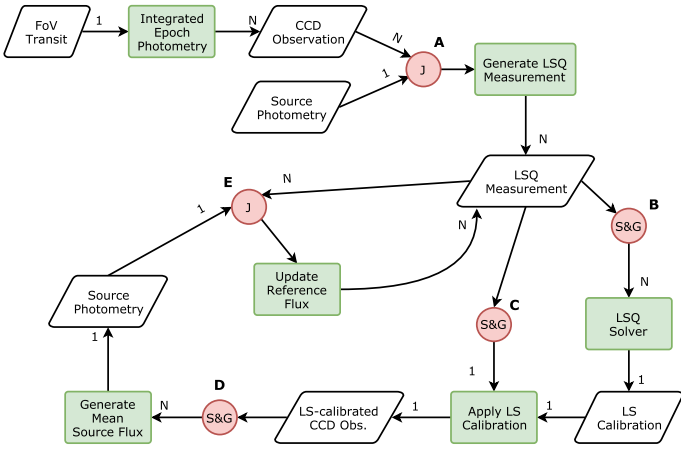 FoV
Transit
1
Integrated
Epoch
Photometry
N
CCD
Observation
N
A
J
1
Source
Photometry
Generate LSQ
Measurement
N
LSQ
Measurement
B
S&G
N
LSQ
Solver
1
LS
Calibration
1
E
J
N
1
Update
Reference
Flux
N
C
S&G
1
Apply LS
Calibration
1
LS-calibrated
CCD Obs.
D
S&G
N
Generate
Mean
Source Flux
1
Source
Photometry